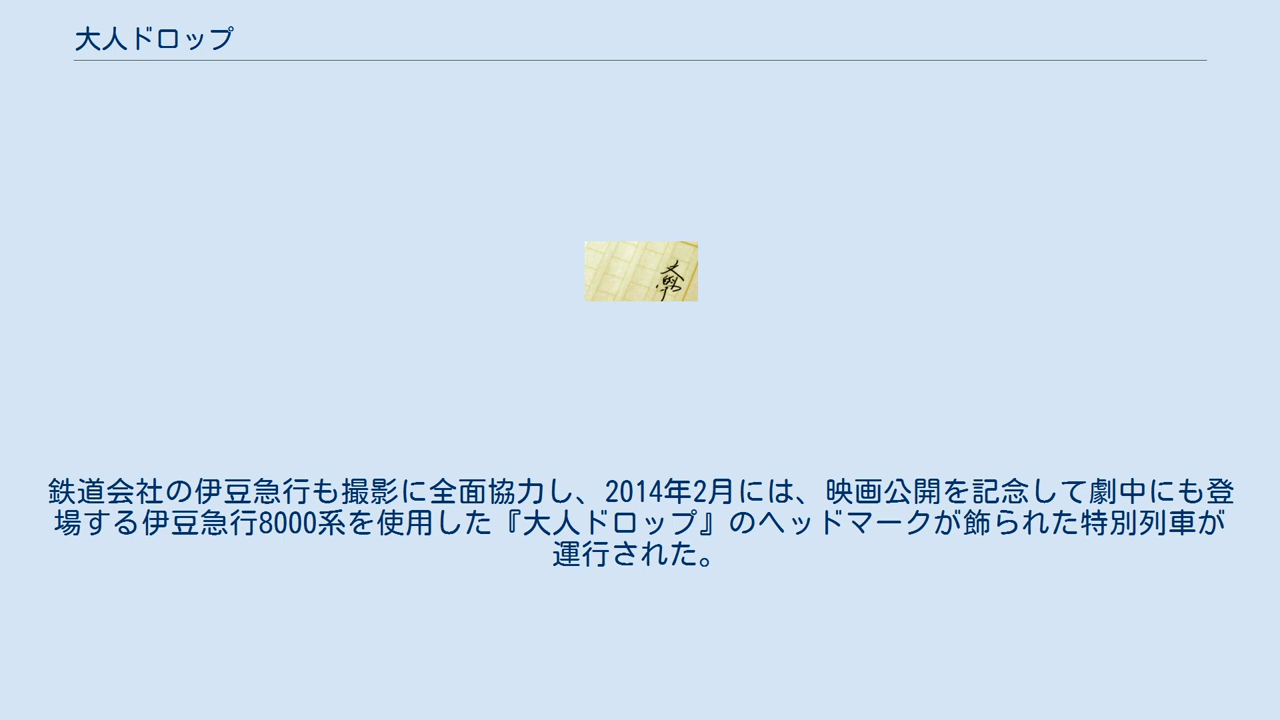 大人ドロップ
鉄道会社の伊豆急行も撮影に全面協力し、2014年2月には、映画公開を記念して劇中にも登
場する伊豆急行8000系を使用した『大人ドロップ』のヘッドマークが飾られた特別列車が
運行された。